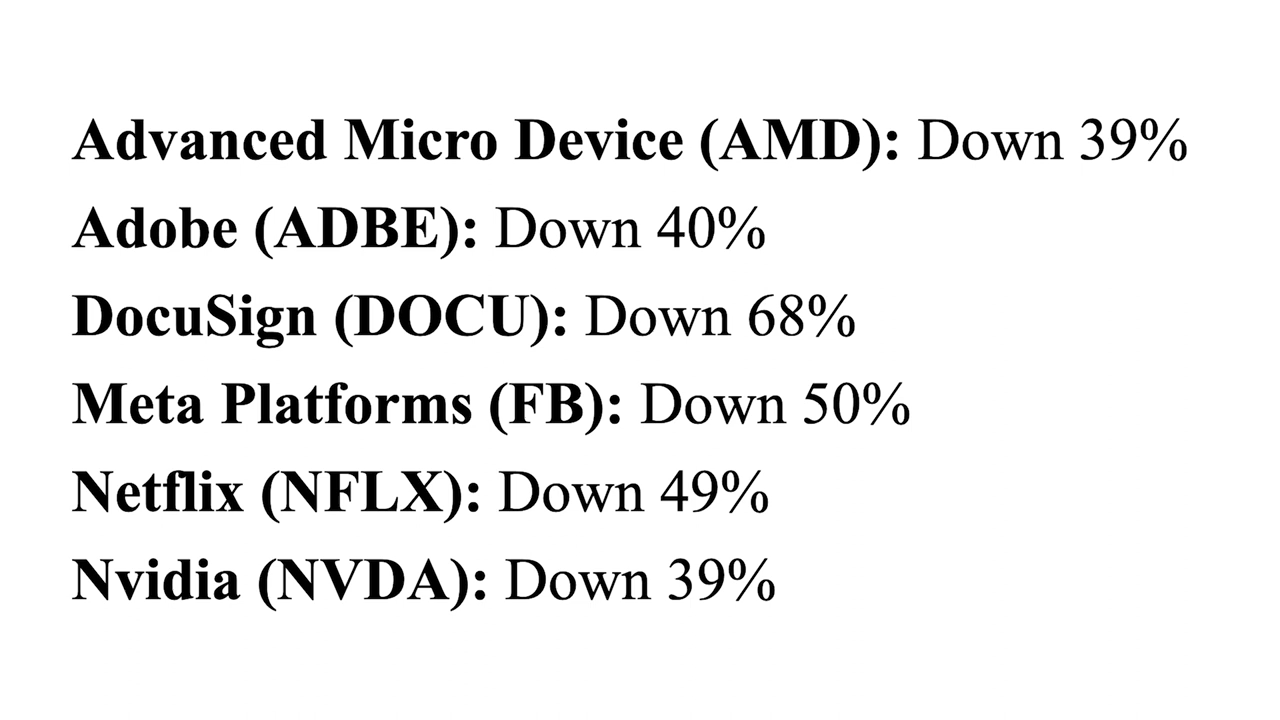 Advanced Micro Device (AMD): Down 39%
Adobe (ADBE): Down 40%
DocuSign (DOCU): Down 68%
Meta Platforms (FB): Down 50%
Netflix (NFLX): Down 49%
Nvidia (NVDA): Down 39%